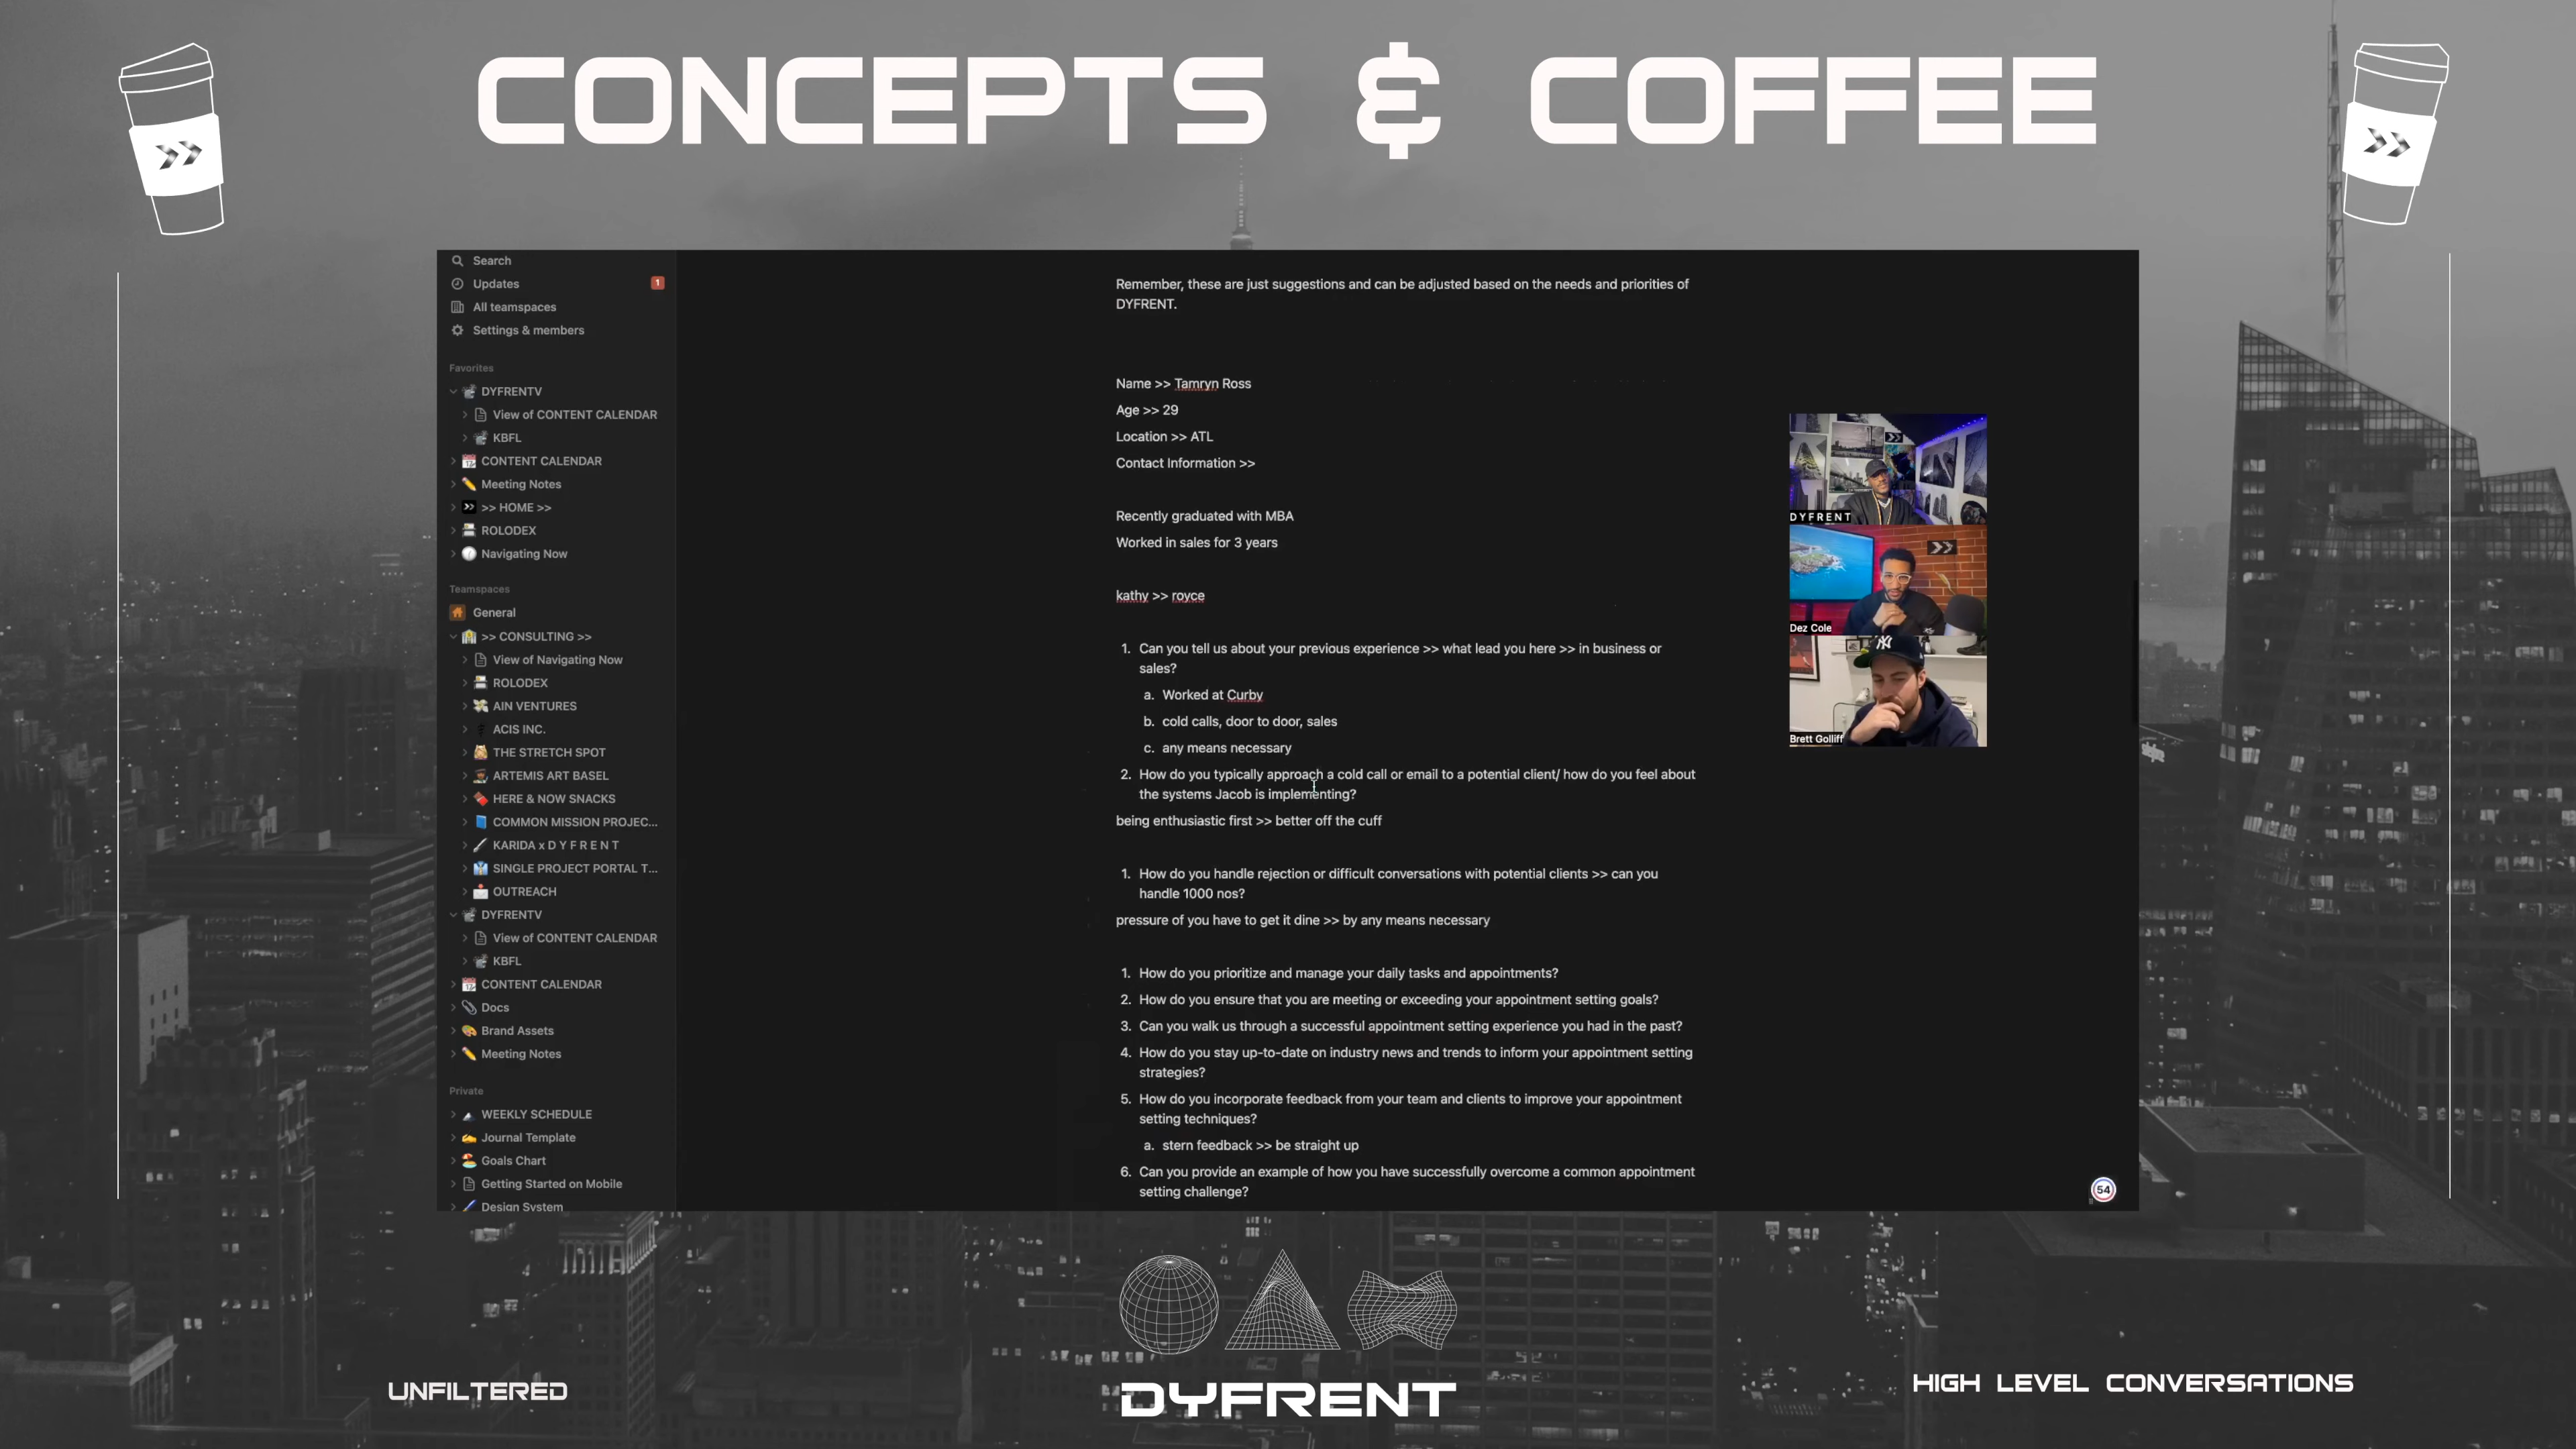 CONCEPTS & COFFEE
Search
Updates 1
All teamspaces
Settings & members
Favorites
DYFRENTV
View of CONTENT CALENDAR
KBFL
CONTENT CALENDAR
Meeting Notes
>> HOME >>
ROLODEX
Navigating Now
Teamspaces
General
>> CONSULTING >>
View of Navigating Now
ROLODEX
AIN VENTURES
ACIS INC.
THE STRETCH SPOT
ARTEMIS ART BASEL
HERE & NOW SNACKS
COMMON MISSION PROJEC...
KARIDA x D Y F R E N T
SINGLE PROJECT PORTAL T...
OUTREACH
DYFRENTV
View of CONTENT CALENDAR
KBFL
CONTENT CALENDAR
Docs
Brand Assets
Meeting Notes
Private
WEEKLY SCHEDULE
Journal Template
Goals Chart
Getting Started on Mobile
Design System
Remember, these are just suggestions and can be adjusted based on the needs and priorities of
DYFRENT.
Name >> Tamryn Ross
Age >> 29
Location >> ATL
Contact Information >>
Recently graduated with MBA
Worked in sales for 3 years
kathy >> royce
1. Can you tell us about your previous experience >> what lead you here >> in business or
sales?
a. Worked at Curby
b. cold calls, door to door, sales
c. any means necessary
2. How do you typically approach a cold call or email to a potential client/ how do you feel about
the systems Jacob is implementing?
being enthusiastic first >> better off the cuff
1. How do you handle rejection or difficult conversations with potential clients >> can you
handle 1000 nos?
pressure of you have to get it dine >> by any means necessary
1. How do you prioritize and manage your daily tasks and appointments?
2. How do you ensure that you are meeting or exceeding your appointment setting goals?
3. Can you walk us through a successful appointment setting experience you had in the past?
4. How do you stay up-to-date on industry news and trends to inform your appointment setting
strategies?
5. How do you incorporate feedback from your team and clients to improve your appointment
setting techniques?
a. stern feedback >> be straight up
6. Can you provide an example of how you have successfully overcome a common appointment
setting challenge?
D Y F R E N T
Dez Cole
Brett Golliff
54
UNFILTERED
DYFRENT
HIGH LEVEL CONVERSATIONS